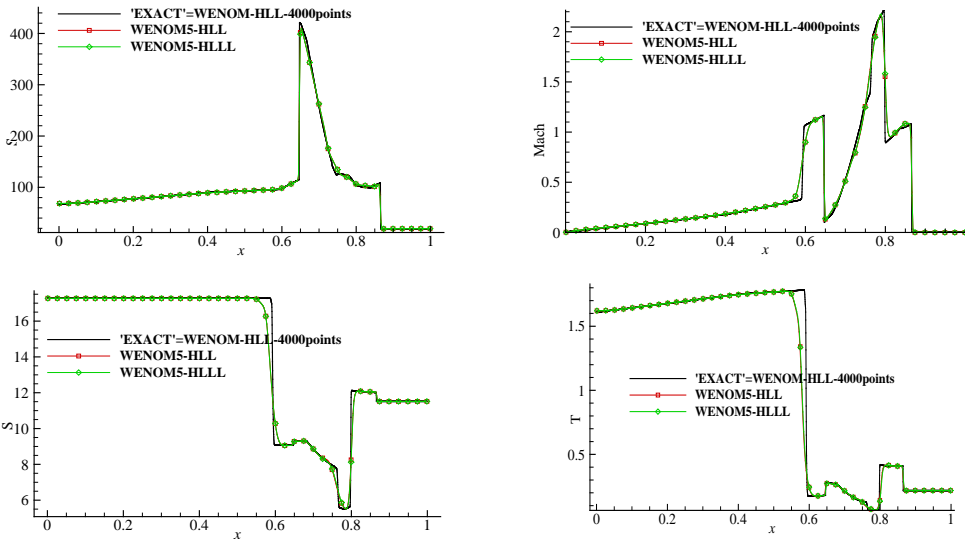 'EXACT'=WENOM-HLL-4000points
WENOM5-HLL
WENOM5-HLLL
400
300
200
100
S
0
0.2
0.4
0.6
0.8
1
x
'EXACT'=WENOM-HLL-4000points
WENOM5-HLL
WENOM5-HLLL
2
1.5
1
0.5
0
Mach
0.2
0.4
0.6
0.8
x
'EXACT'=WENOM-HLL-4000points
WENOM5-HLL
WENOM5-HLLL
16
14
12
10
8
6
S
0
0.2
0.4
0.6
0.8
1
x
'EXACT'=WENOM-HLL-4000points
WENOM5-HLL
WENOM5-HLLL
1.5
1
0.5
T
0
0.2
0.4
0.6
0.8
1
x